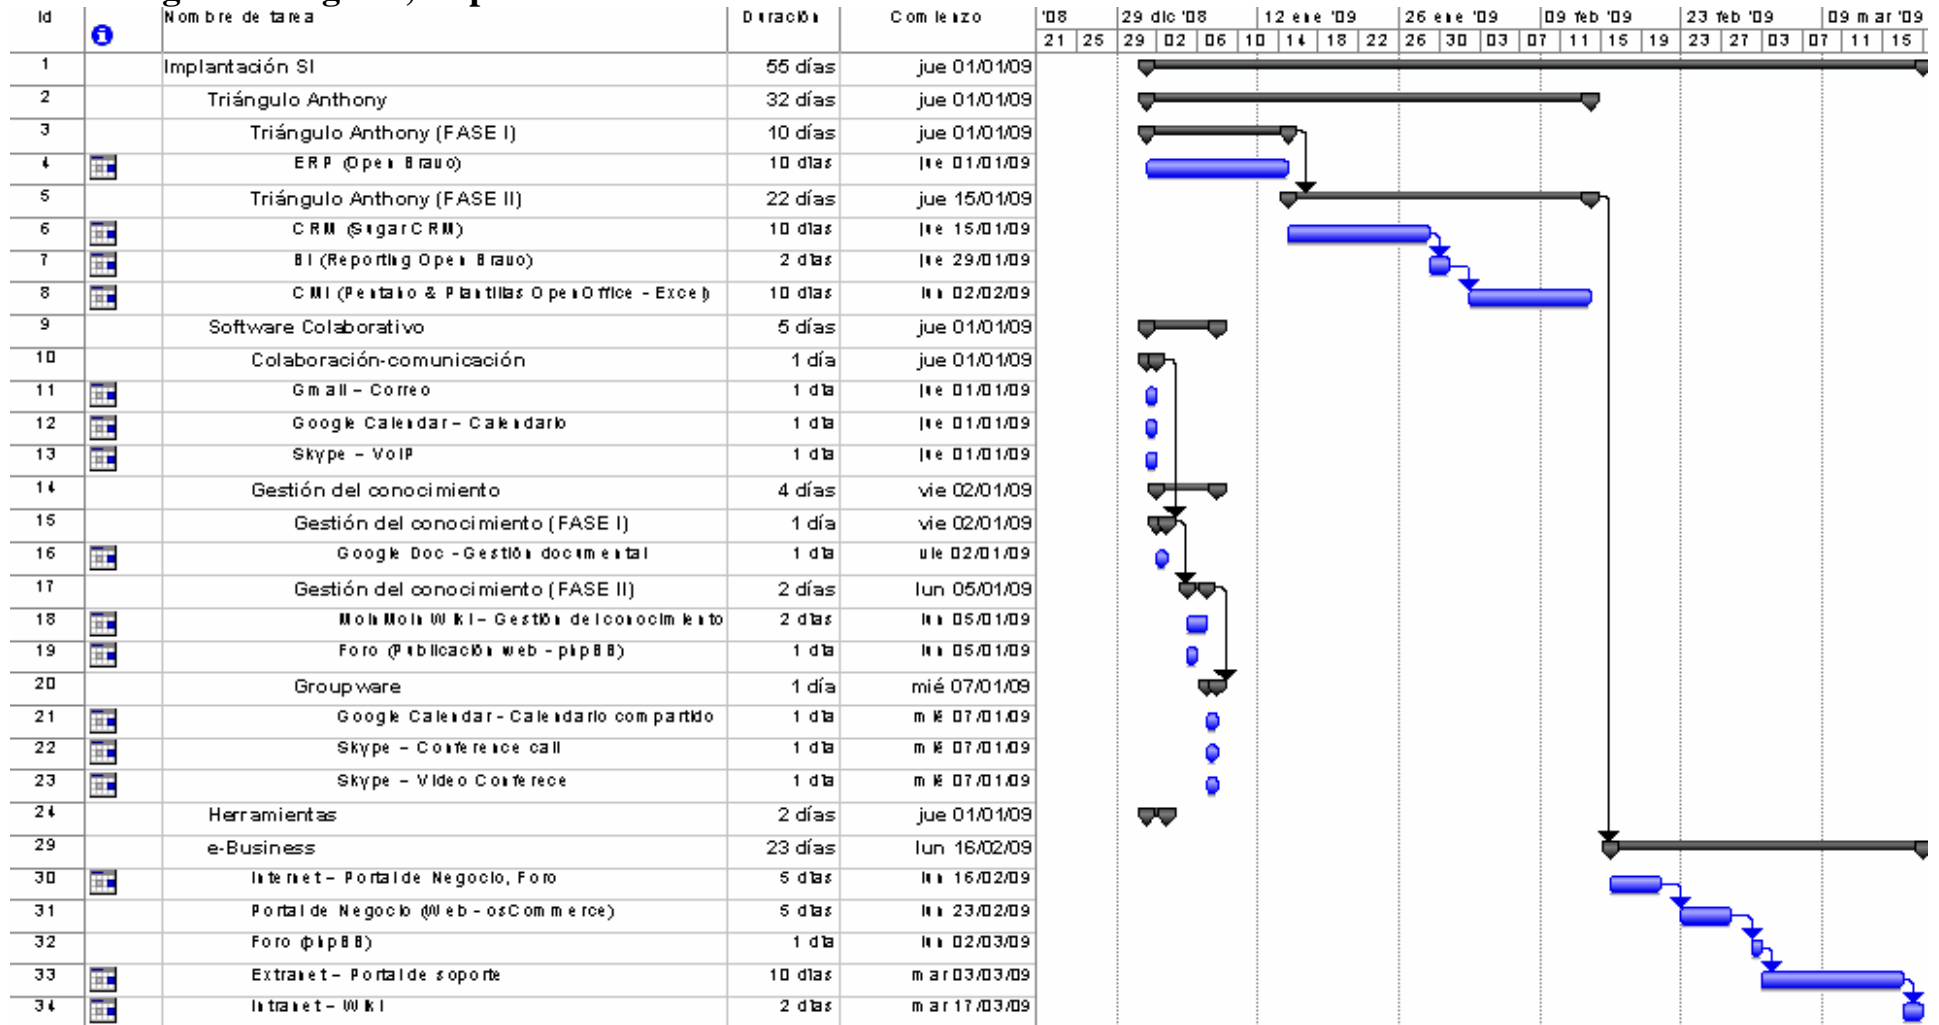 Id Nombre de tarea Duración Comienzo '08 29 dic '08 12 ene '09 26 ene '09 09 feb '09 23 feb '09 09 mar '09
21 25 29 02 06 10 14 18 22 26 30 03 07 11 15 19 23 27 03 07 11 15
1 Implantación SI 55 días jue 01/01/09
2 Triángulo Anthony 32 días jue 01/01/09
3 Triángulo Anthony (FASE I) 10 días jue 01/01/09
4 ERP (Open Bravo) 10 días jue 01/01/09
5 Triángulo Anthony (FASE II) 22 días jue 15/01/09
6 CRM (SugarCRM) 10 días jue 15/01/09
7 BI (Reporting Open Bravo) 2 días jue 29/01/09
8 CMI (Pentaho & Plantillas OpenOffice - Excel) 10 días lun 02/02/09
9 Software Colaborativo 5 días jue 01/01/09
10 Colaboración-comunicación 1 día jue 01/01/09
11 Gmail – Correo 1 día jue 01/01/09
12 Google Calendar – Calendario 1 día jue 01/01/09
13 Skype – VoIP 1 día jue 01/01/09
14 Gestión del conocimiento 4 días vie 02/01/09
15 Gestión del conocimiento (FASE I) 1 día vie 02/01/09
16 Google Doc - Gestión documental 1 día vie 02/01/09
17 Gestión del conocimiento (FASE II) 2 días lun 05/01/09
18 MoinMoin Wiki – Gestión del conocimiento 2 días lun 05/01/09
19 Foro (Publicación web - phpBB) 1 día lun 05/01/09
20 Groupware 1 día mié 07/01/09
21 Google Calendar - Calendario compartido 1 día mié 07/01/09
22 Skype – Conference call 1 día mié 07/01/09
23 Skype – Video Conferece 1 día mié 07/01/09
24 Herramientas 2 días jue 01/01/09
29 e-Business 23 días lun 16/02/09
30 Internet – Portal de Negocio, Foro 5 días lun 16/02/09
31 Portal de Negocio (Web - osCommerce) 5 días lun 23/02/09
32 Foro (phpBB) 1 día lun 02/03/09
33 Extranet – Portal de soporte 10 días mar 03/03/09
34 Intranet – Wiki 2 días mar 17/03/09